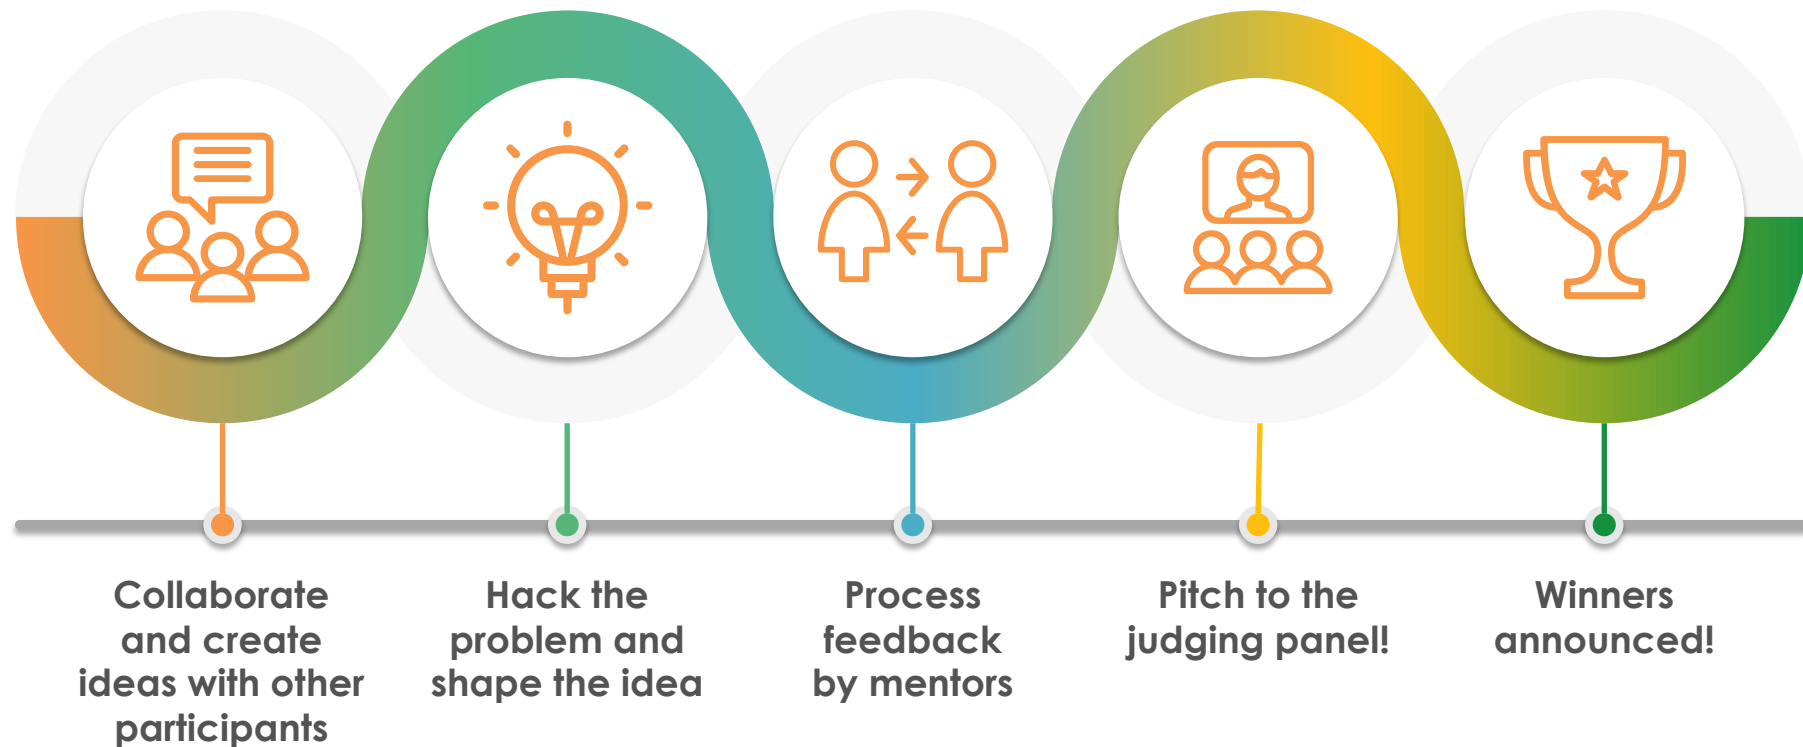 Collaborate
and create
ideas with other
participants
Hack the
problem and
shape the idea
Process
feedback
by mentors
Pitch to the
judging panel!
Winners
announced!